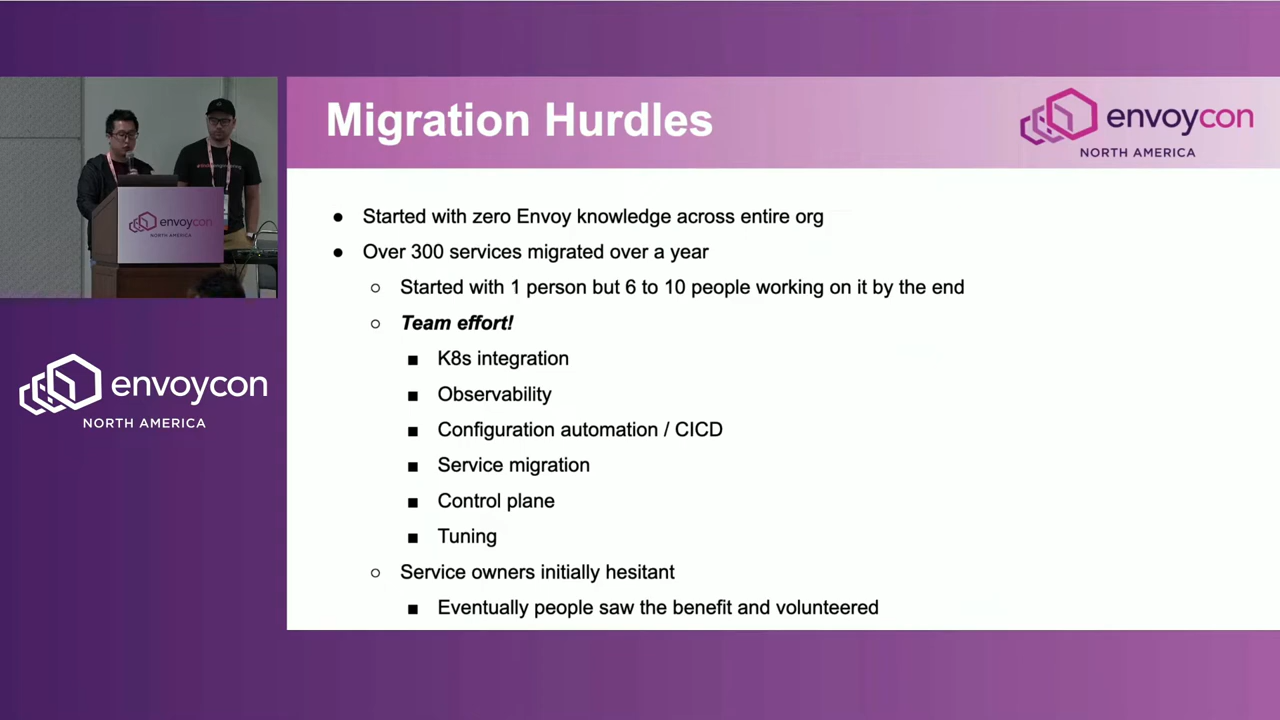 Migration Hurdles
envoycon
NORTH AMERICA
● Started with zero Envoy knowledge across entire org
● Over 300 services migrated over a year
○ Started with 1 person but 6 to 10 people working on it by the end
○ Team effort!
■ K8s integration
■ Observability
■ Configuration automation / CICD
■ Service migration
■ Control plane
■ Tuning
○ Service owners initially hesitant
■ Eventually people saw the benefit and volunteered
envoycon
NORTH AMERICA
envoycon
NORTH AMERICA